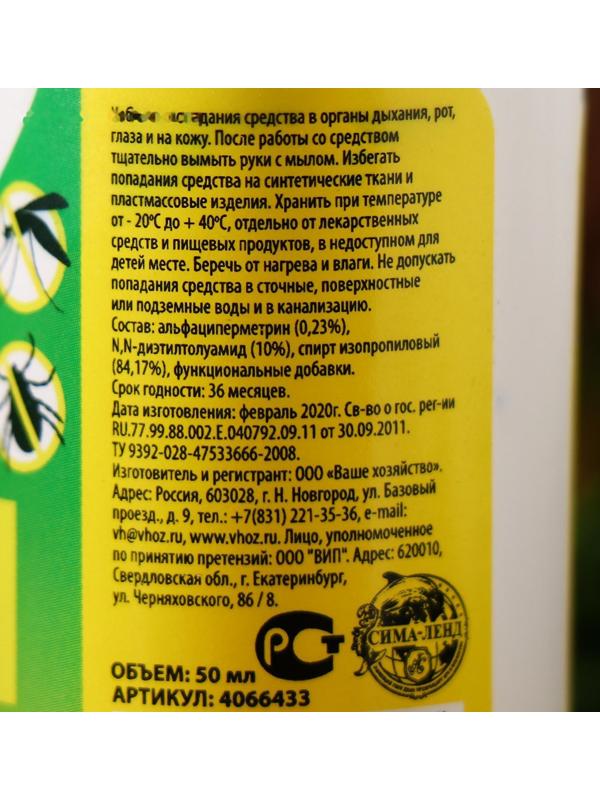 средства в органы дыхания, рот,
глаза и на кожу. После работы со средством
тщательно вымыть руки с мылом. Избегать
попадания средства на синтетические ткани и
пластмассовые изделия. Хранить при температуре
от - 20ºС до + 40ºС, отдельно от лекарственных
средств и пищевых продуктов, в недоступном для
детей месте. Беречь от нагрева и влаги. Не допускать
попадания средства в сточные, поверхностные
или подземные воды и в канализацию.
Состав: альфациперметрин (0,23%),
N,N-диэтилтолуамид (10%), спирт изопропиловый
(84,17%), функциональные добавки.
Срок годности: 36 месяцев.
Дата изготовления: февраль 2020г. Св-во о гос. рег-ии
RU.77.99.88.002.Е.040792.09.11 от 30.09.2011.
ТУ 9392-028-47533666-2008.
Изготовитель и регистрант: ООО «Ваше хозяйство».
Адрес: Россия, 603028, г. Н. Новгород, ул. Базовый
проезд., д. 9, тел.: +7(831) 221-35-36, e-mail:
vh@vhoz.ru, www.vhoz.ru. Лицо, уполномоченное
по принятию претензий: ООО "ВИП". Адрес: 620010,
Свердловская обл., г. Екатеринбург,
ул. Черняховского, 86 / 8.
РСТ
СИМА-ЛЕНД
ОБЪЕМ: 50 мл
АРТИКУЛ: 4066433